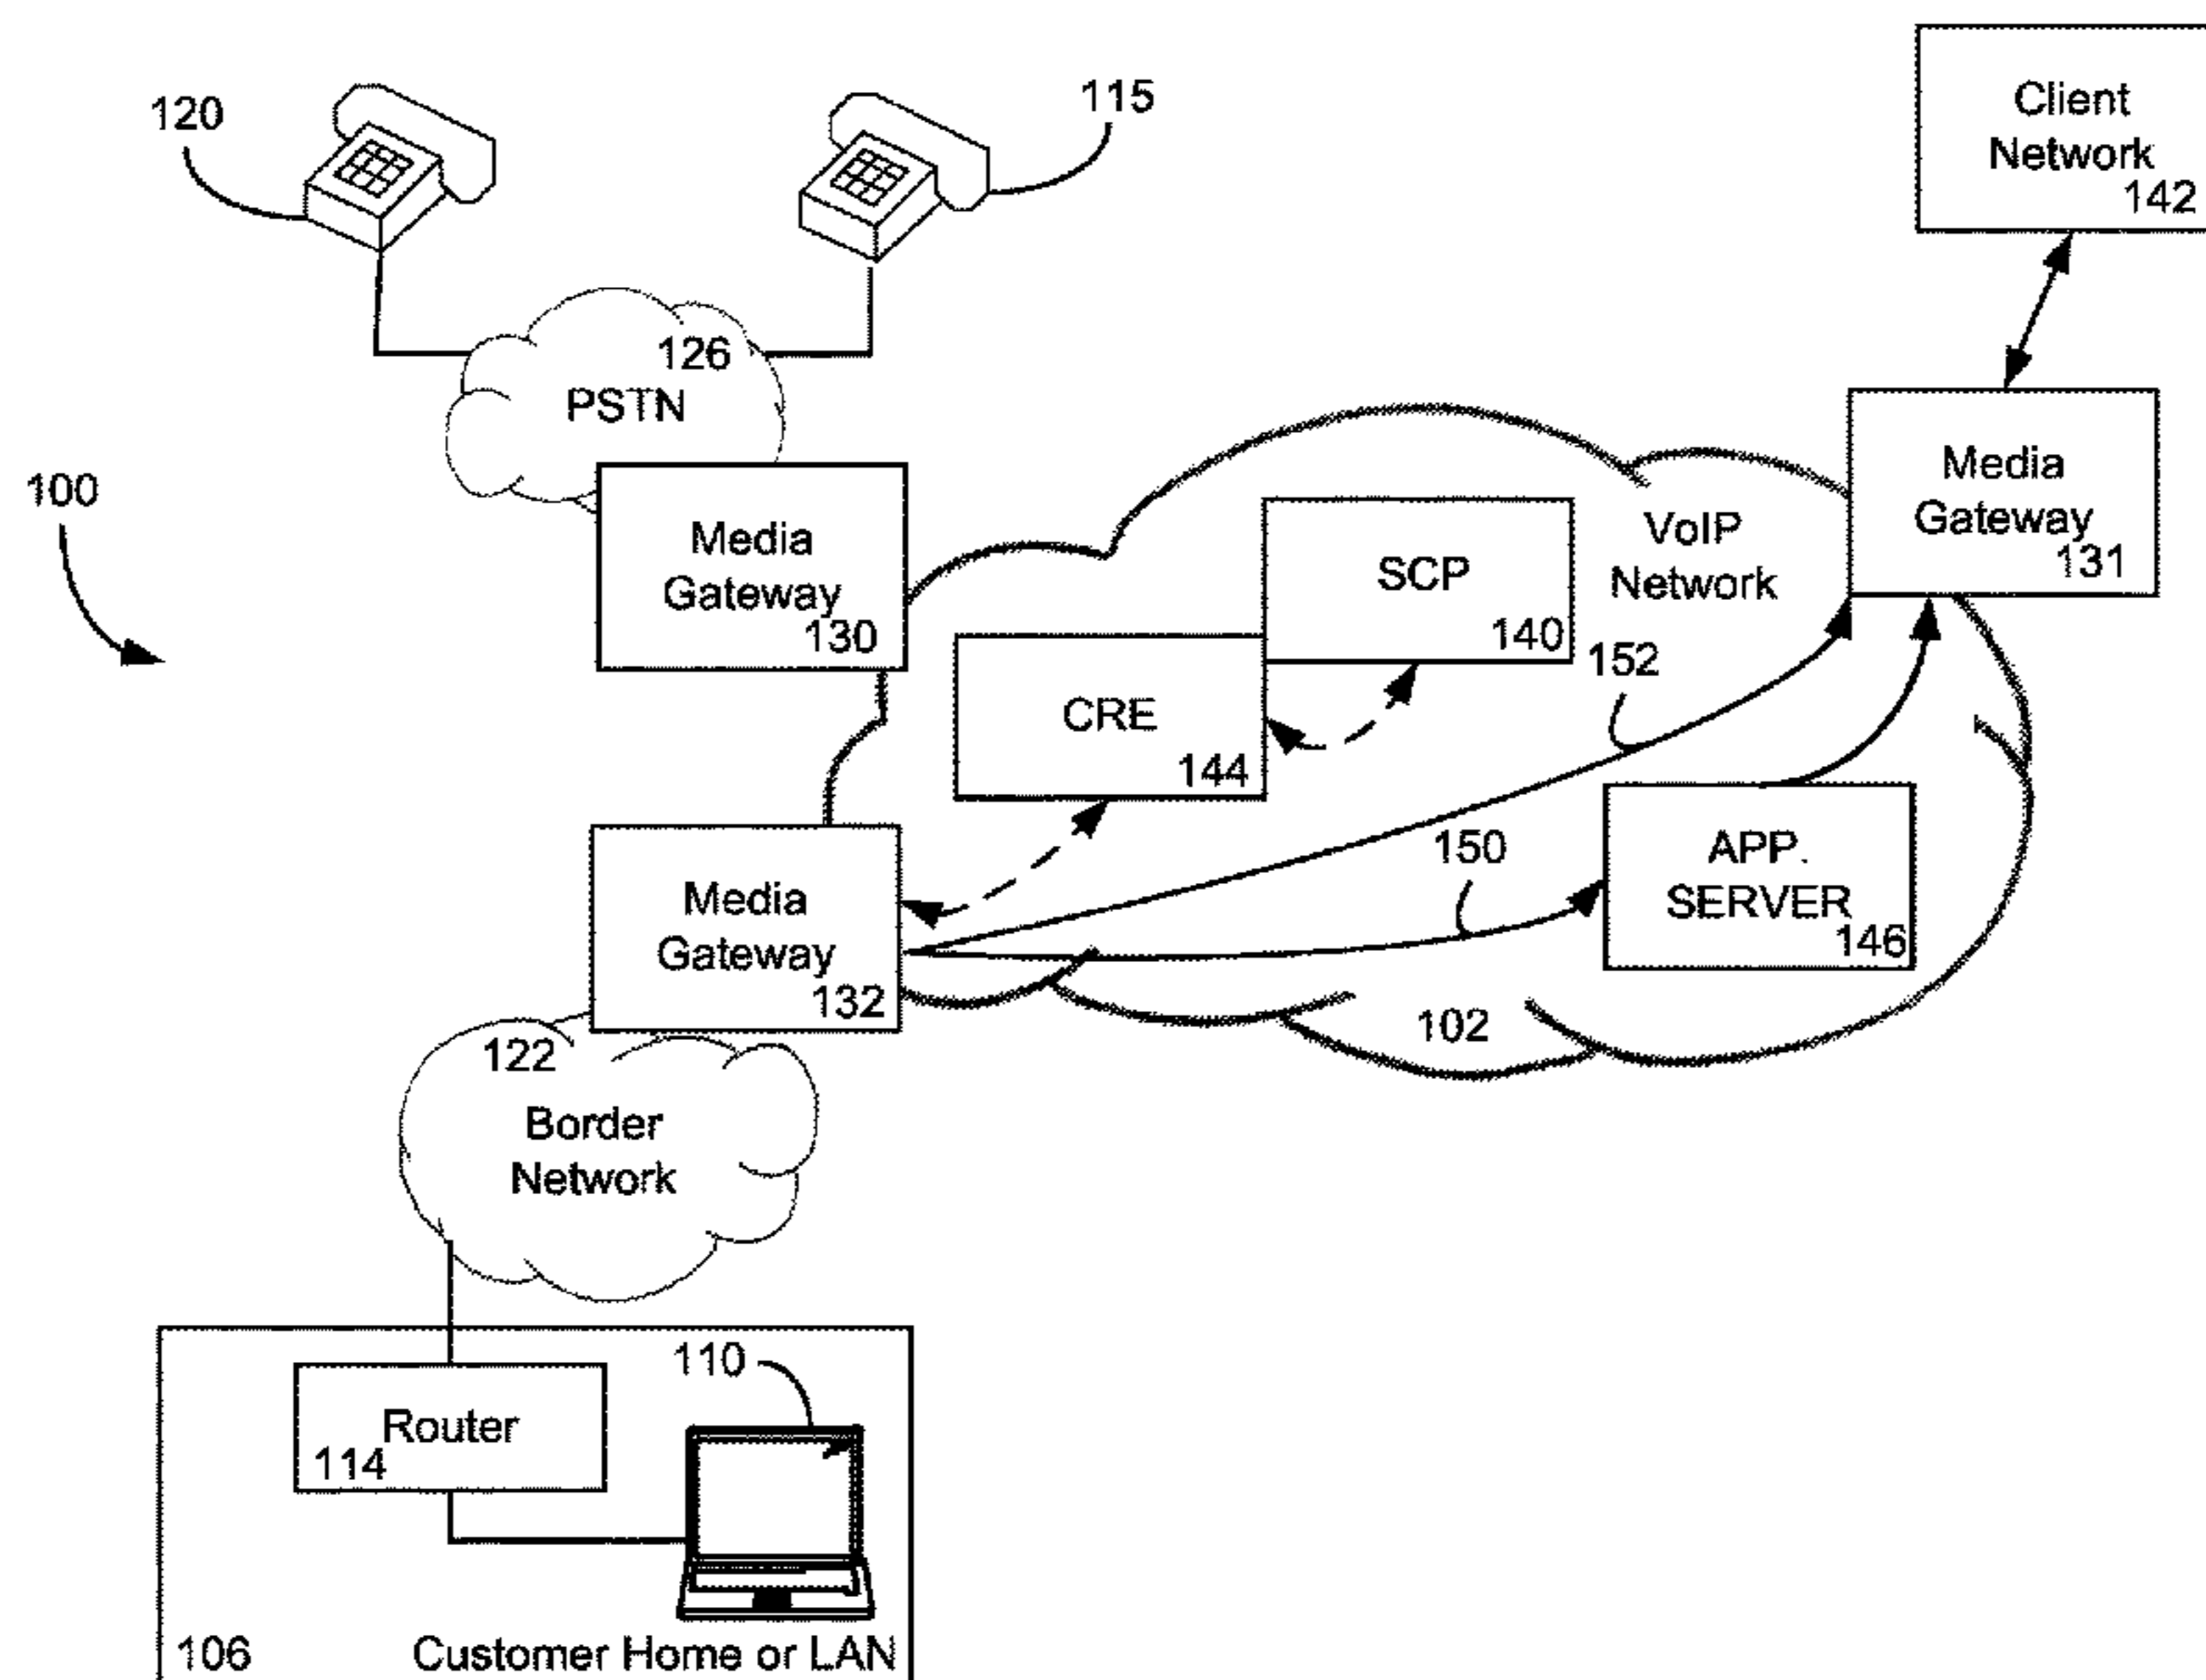 120
115
Client
Network
142
126
PSTN
100
Media
Gateway
130
SCP
140
VoIP
Network
Media
Gateway
131
152
CRE
144
150
APP.
SERVER
146
Media
Gateway
132
102
122
Border
Network
110
Router
114
106
Customer Home or LAN